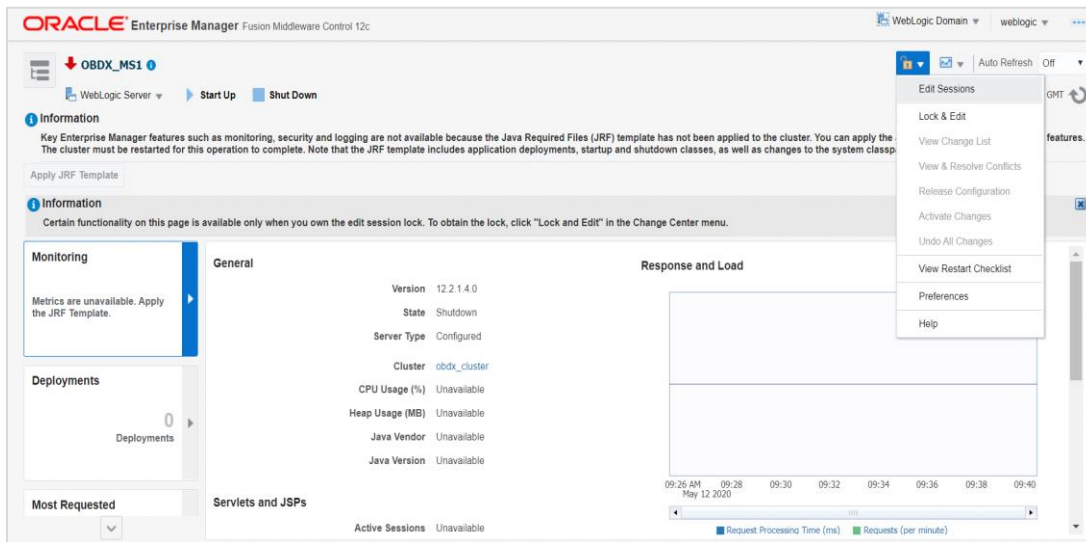 ORACLE Enterprise Manager Fusion Middleware Control 12c
WebLogic Domain
weblogic
OBDX_MS1
Auto Refresh Off
WebLogic Server
Start Up
Shut Down
GMT
Edit Sessions
Lock & Edit
View Change List
View & Resolve Conflicts
Release Configuration
Activate Changes
Undo All Changes
View Restart Checklist
Preferences
Help
Information
Key Enterprise Manager features such as monitoring, security and logging are not available because the Java Required Files (JRF) template has not been applied to the cluster. You can apply the
features.
The cluster must be restarted for this operation to complete. Note that the JRF template includes application deployments, startup and shutdown classes, as well as changes to the system classp
Apply JRF Template
Information
Certain functionality on this page is available only when you own the edit session lock. To obtain the lock, click "Lock and Edit" in the Change Center menu.
Monitoring
Metrics are unavailable. Apply
the JRF Template.
Deployments
0
Deployments
Most Requested
General
Version 12.2.1.4.0
State Shutdown
Server Type Configured
Cluster obdx_cluster
CPU Usage (%) Unavailable
Heap Usage (MB) Unavailable
Java Vendor Unavailable
Java Version Unavailable
Servlets and JSPs
Active Sessions Unavailable
Response and Load
09:26 AM 09:28 09:30 09:32 09:34 09:36 09:38 09:40
May 12 2020
Request Processing Time (ms) Requests (per minute)